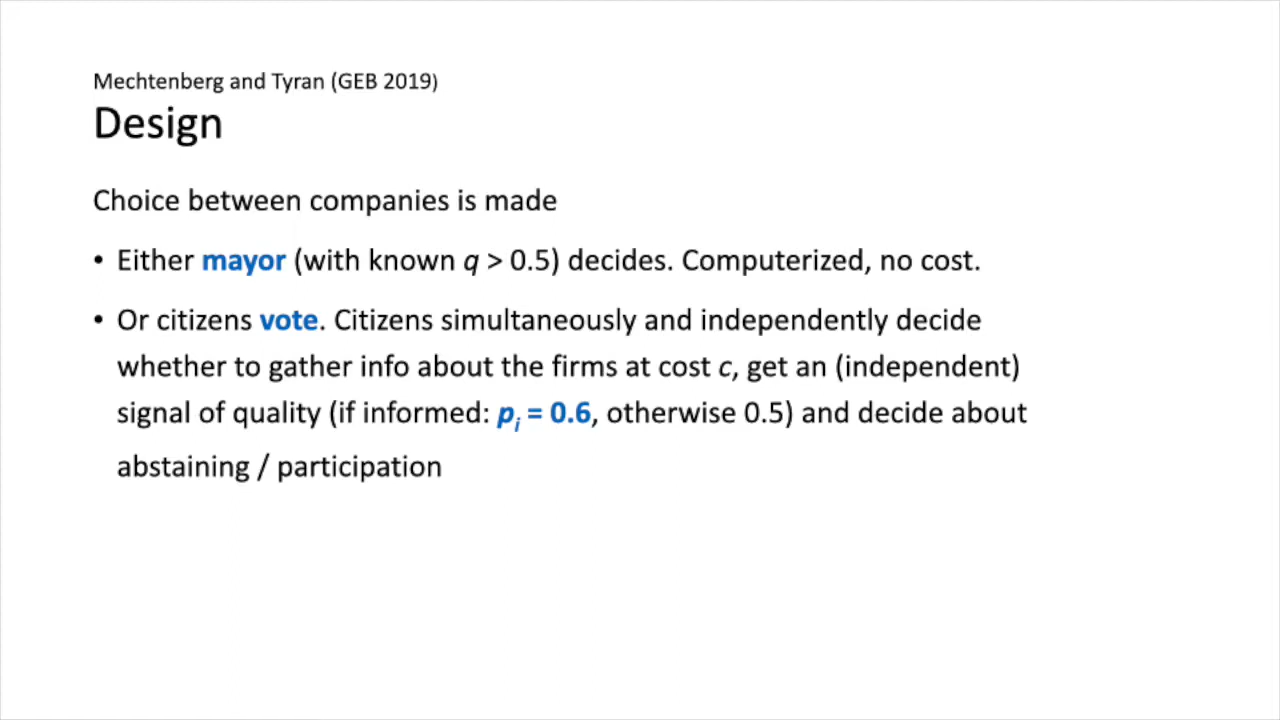 Mechtenberg and Tyran (GEB 2019)
Design
Choice between companies is made
• Either mayor (with known q > 0.5) decides. Computerized, no cost.
• Or citizens vote. Citizens simultaneously and independently decide
whether to gather info about the firms at cost c, get an (independent)
signal of quality (if informed: pi = 0.6, otherwise 0.5) and decide about
abstaining / participation